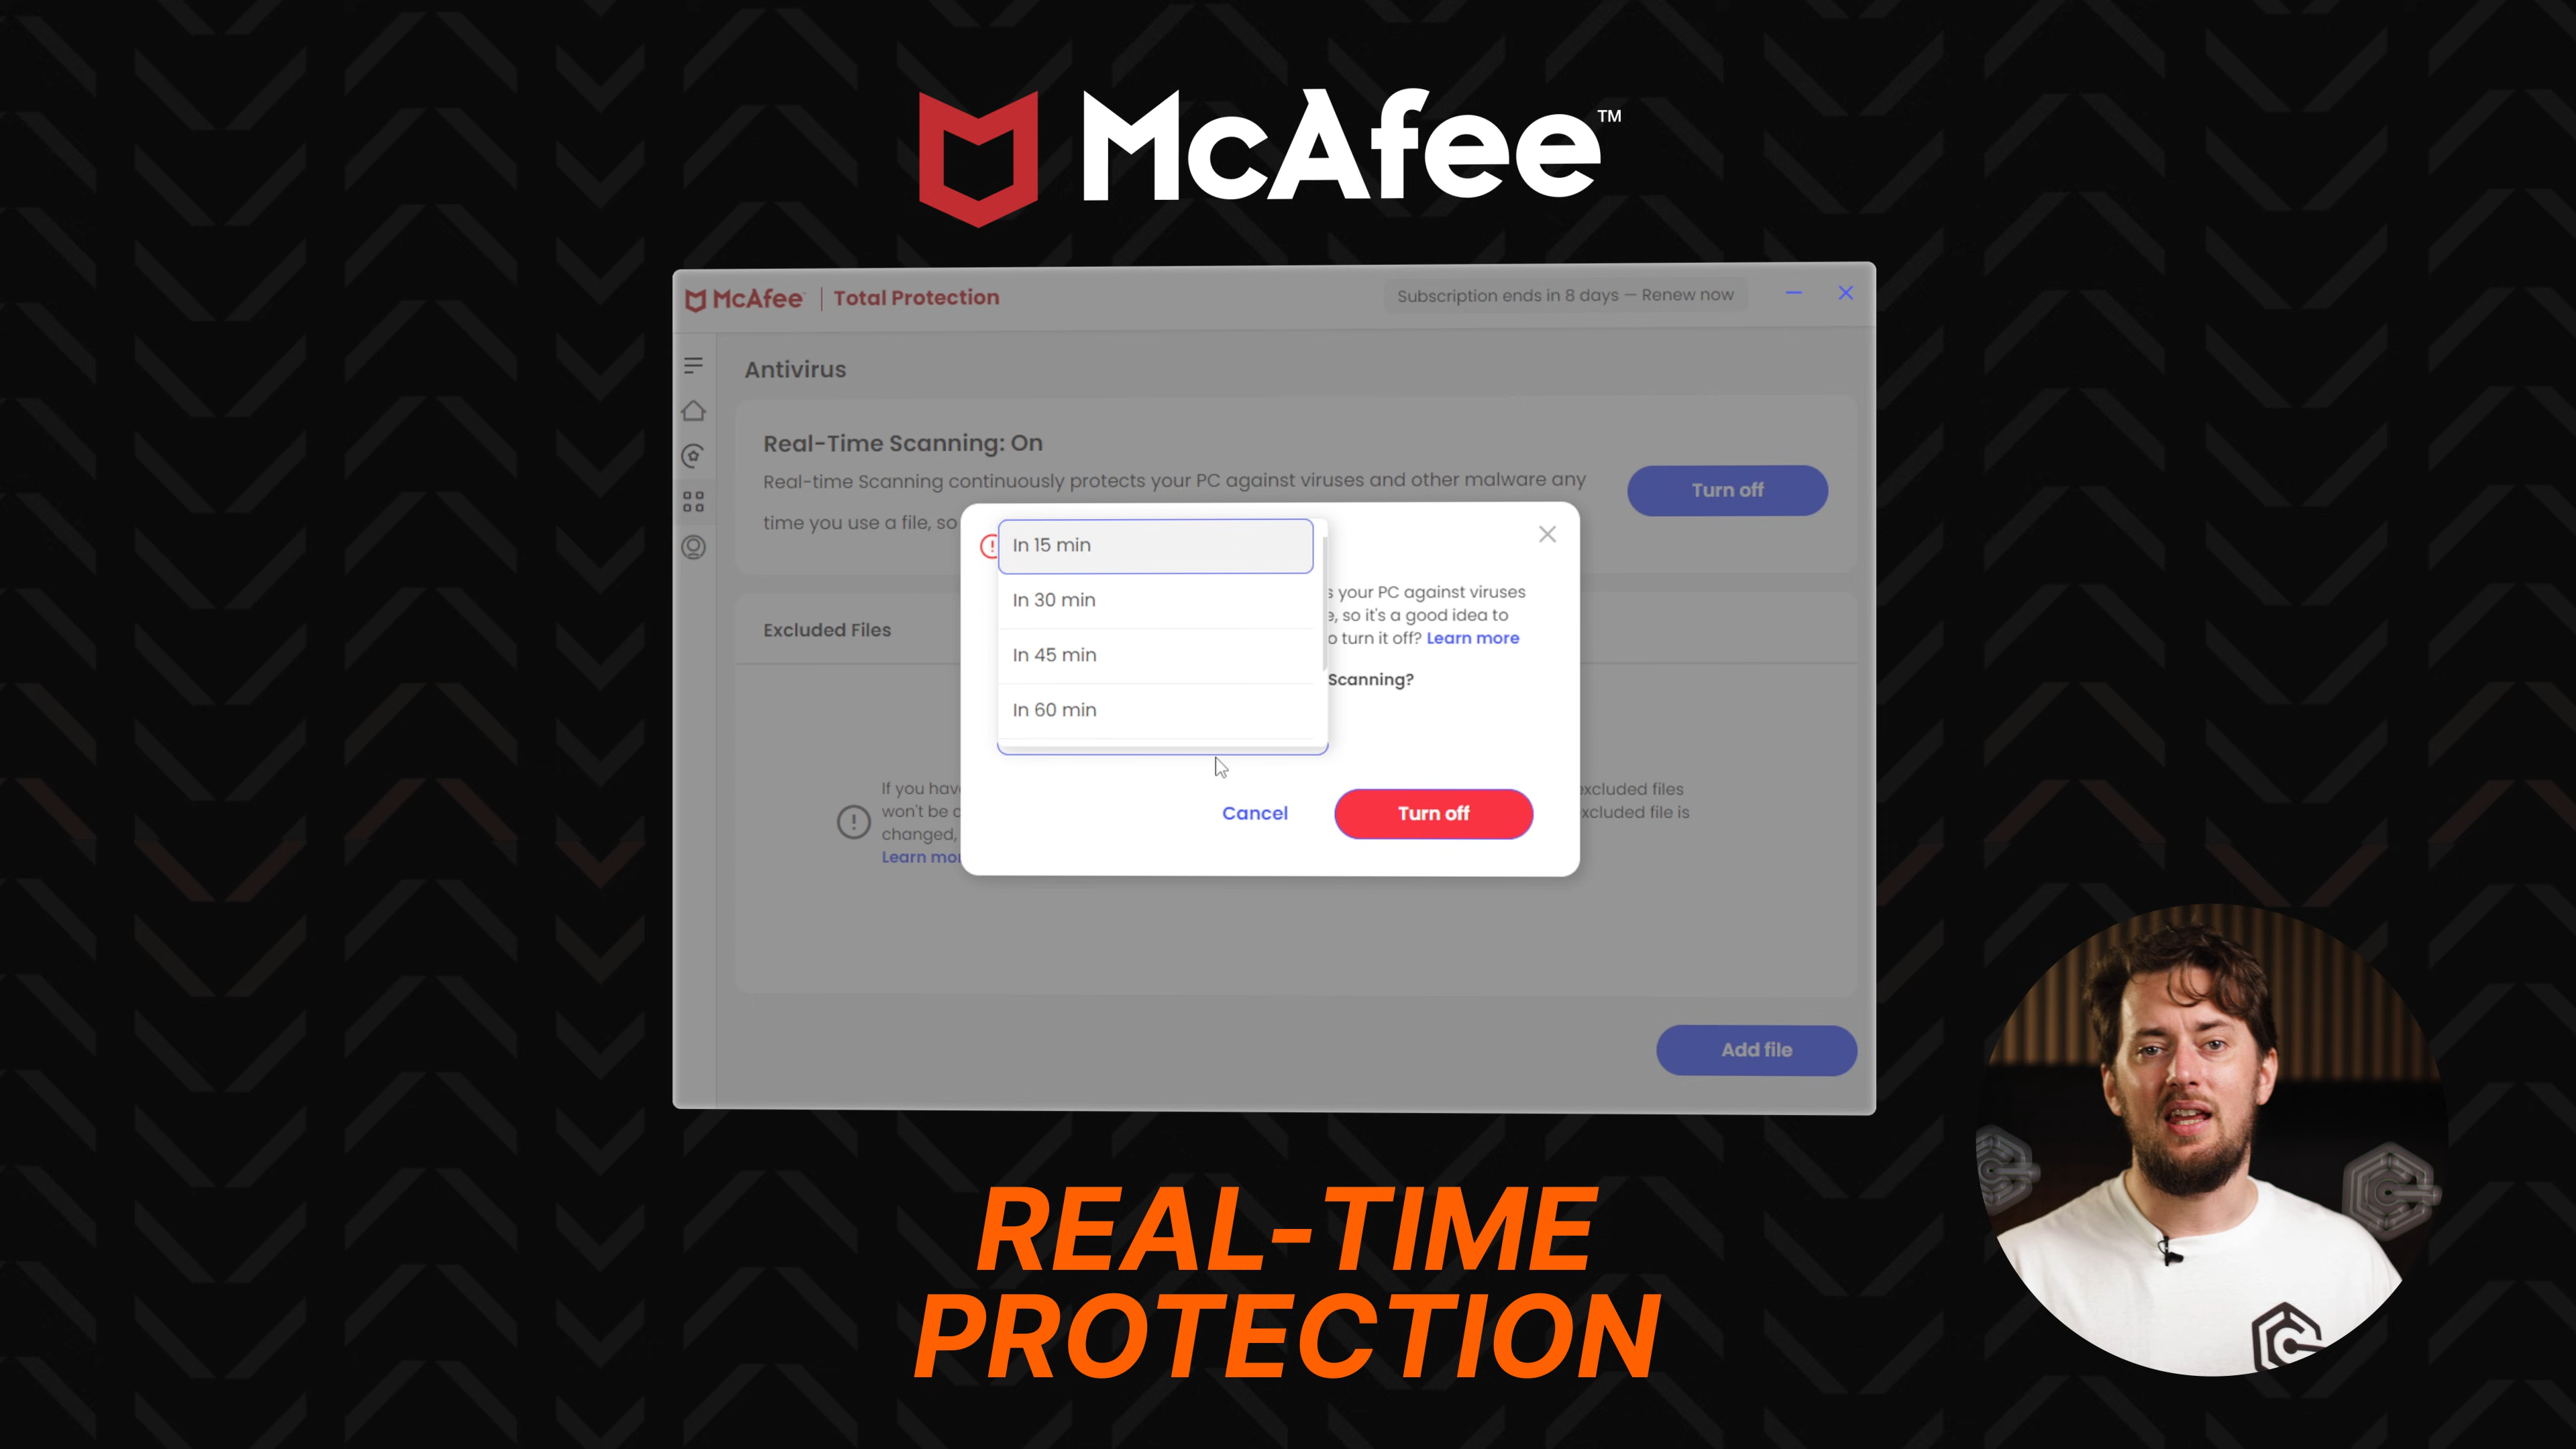 McAfee™
McAfee | Total Protection
Subscription ends in 8 days — Renew now
Antivirus
Real-Time Scanning: On
Real-time Scanning continuously protects your PC against viruses and other malware any
time you use a file, so
Turn off
In 15 min
In 30 min
In 45 min
In 60 min
your PC against viruses
, so it's a good idea to
turn it off? Learn more
Scanning?
Cancel
Turn off
Excluded Files
If you have
won't be
changed,
Learn more
excluded files
excluded file is
Add file
REAL-TIME
PROTECTION